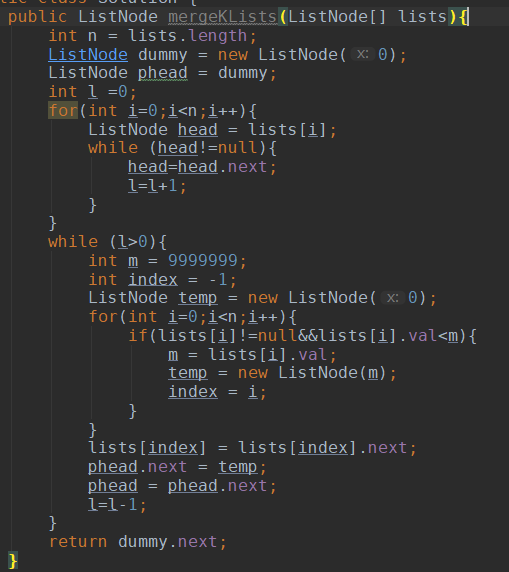 public ListNode mergeKLists(ListNode[] lists){
int n = lists.length;
ListNode dummy = new ListNode( x: 0);
ListNode phead = dummy;
int l =0;
for(int i=0;i<n;i++){
ListNode head = lists[i];
while (head!=null){
head=head.next;
l=l+1;
}
}
while (l>0){
int m = 9999999;
int index = -1;
ListNode temp = new ListNode( x: 0);
for(int i=0;i<n;i++){
if(lists[i]!=null&&lists[i].val<m){
m = lists[i].val;
temp = new ListNode(m);
index = i;
}
}
lists[index] = lists[index].next;
phead.next = temp;
phead = phead.next;
l=l-1;
}
return dummy.next;
}